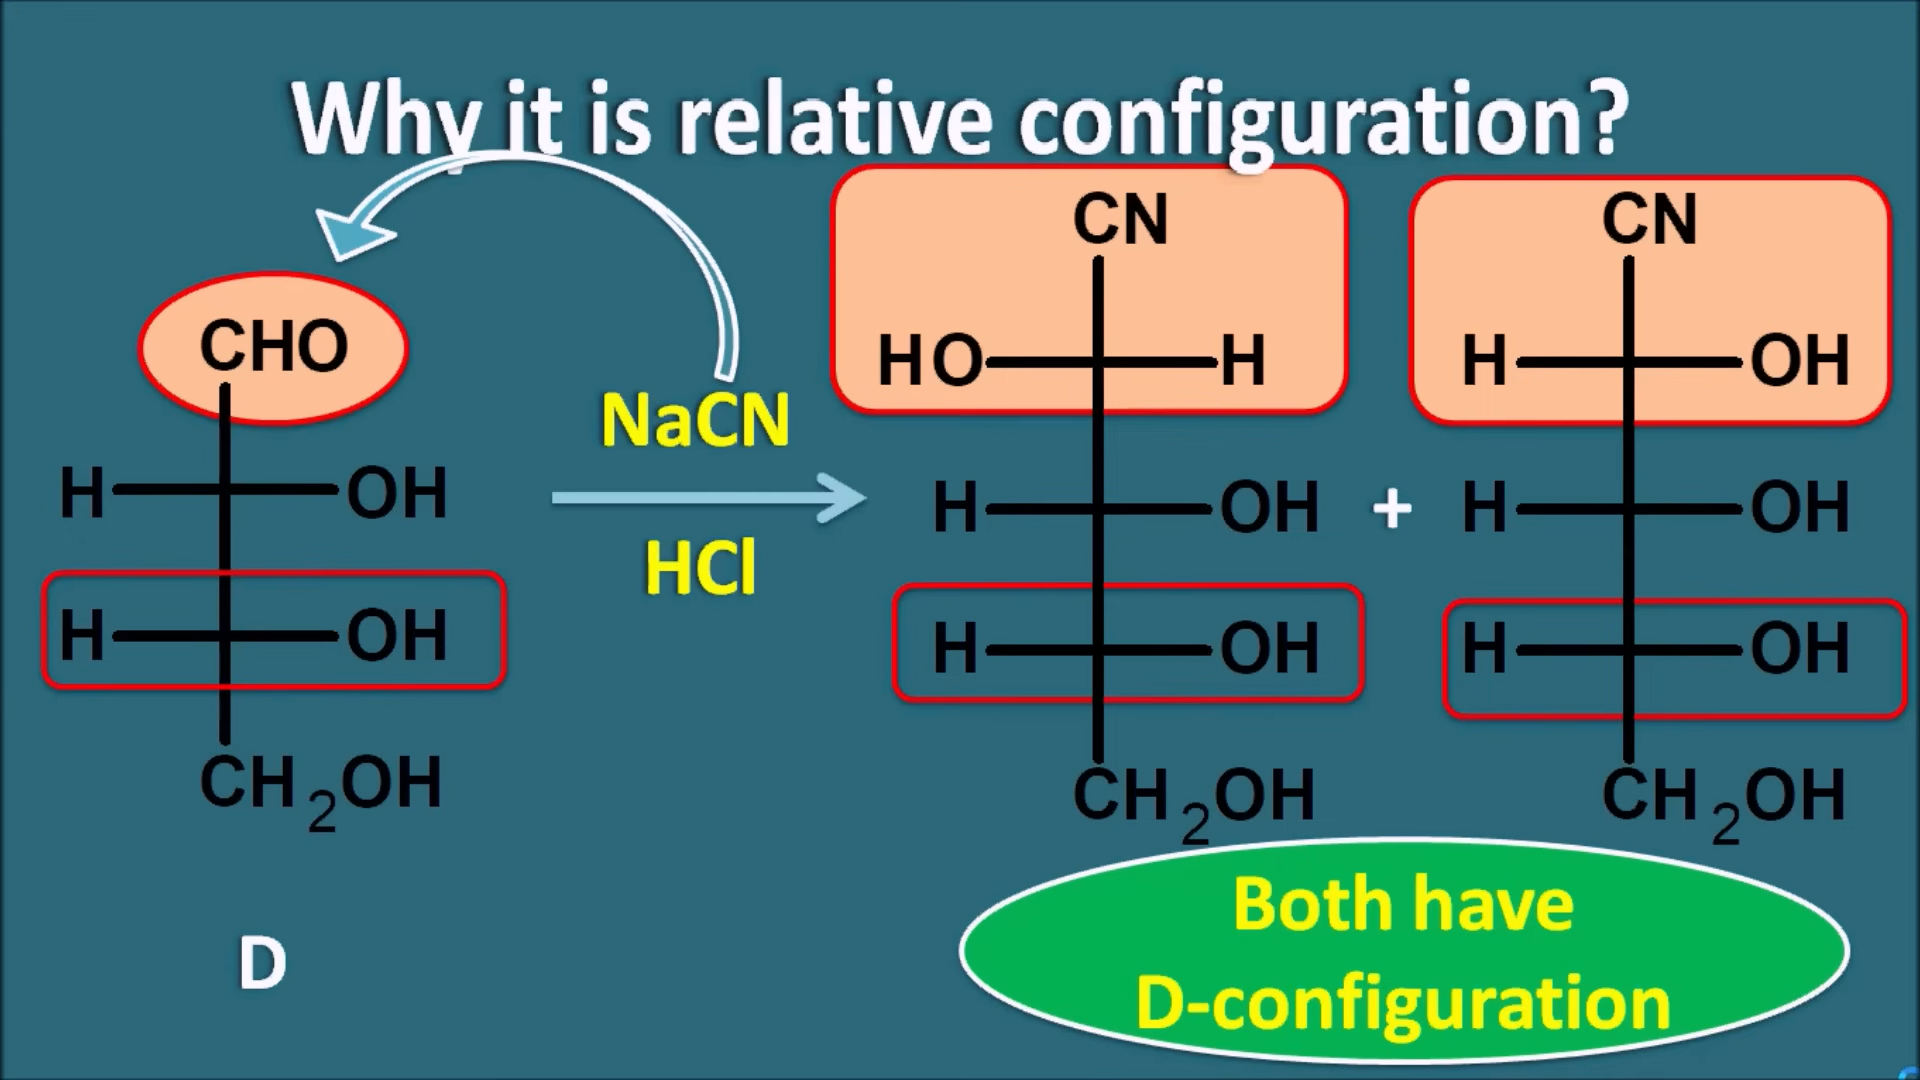 Why it is relative configuration?
CHO
H OH
H OH
CH2OH
D
NaCN
HCl
CN
HO H
H OH
H OH
CH2OH
+
CN
H OH
H OH
H OH
CH2OH
Both have
D-configuration